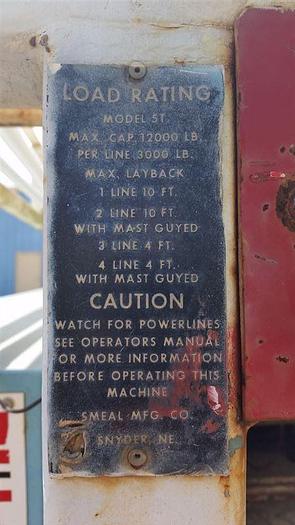 LOAD RATING
MODEL 5T.
MAX. CAP. 12000 LB.
PER LINE 3000 LB.
MAX. LAYBACK
1 LINE 10 FT.
2 LINE 10 FT.
WITH MAST GUYED
3 LINE 4 FT.
4 LINE 4 FT.
WITH MAST GUYED
CAUTION
WATCH FOR POWERLINES
SEE OPERATORS MANUAL
FOR MORE INFORMATION
BEFORE OPERATING THIS
MACHINE
SMEAL MFG. CO.
SNYDER, NE.